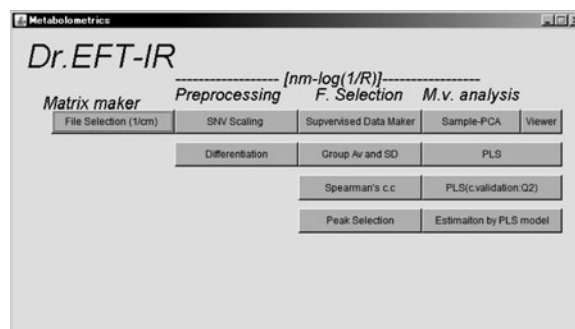 Metabolometrics
Dr.EFT-IR
------------------ [nm-log(1/R)]-----------------
Matrix maker Preprocessing F. Selection M.v. analysis
File Selection (1/cm) SNV Scaling Supvervised Data Maker Sample-PCA Viewer
Differentiation Group Av and SD PLS
Spearman's c.c PLS(c.validation:Q2)
Peak Selection Estimaiton by PLS model